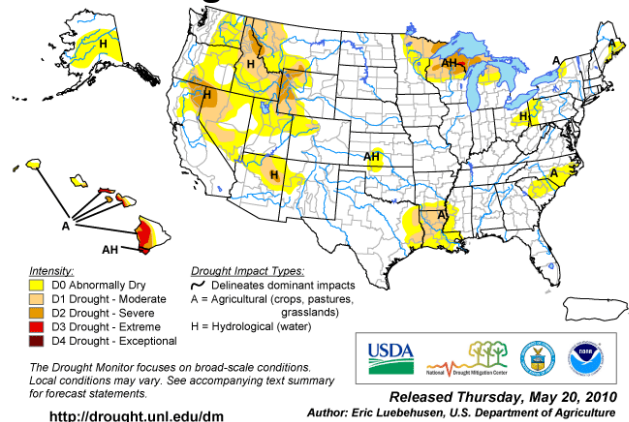 H
H
AH
A
A
H
H
AH
A
H
A
A
AH
Intensity:
D0 Abnormally Dry
D1 Drought - Moderate
D2 Drought - Severe
D3 Drought - Extreme
D4 Drought - Exceptional
Drought Impact Types:
Delineates dominant impacts
A = Agricultural (crops, pastures,
grasslands)
H = Hydrological (water)
The Drought Monitor focuses on broad-scale conditions.
Local conditions may vary. See accompanying text summary
for forecast statements.
http://drought.unl.edu/dm
USDA
National Drought Mitigation Center
Released Thursday, May 20, 2010
Author: Eric Luebehusen, U.S. Department of Agriculture